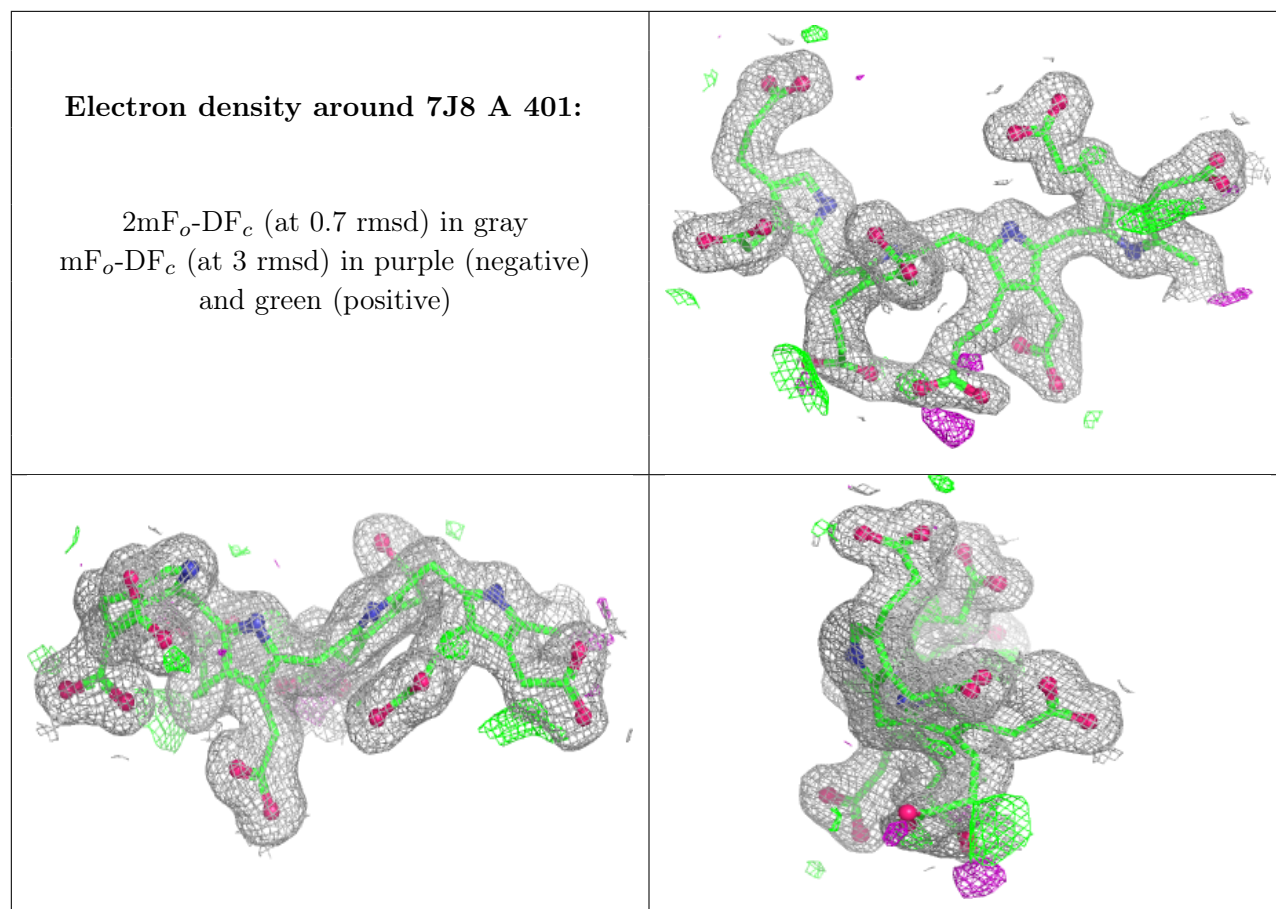 Electron density around 7J8 A 401:
2mFₒ-DF𝒸 (at 0.7 rmsd) in gray
mFₒ-DF𝒸 (at 3 rmsd) in purple (negative)
and green (positive)